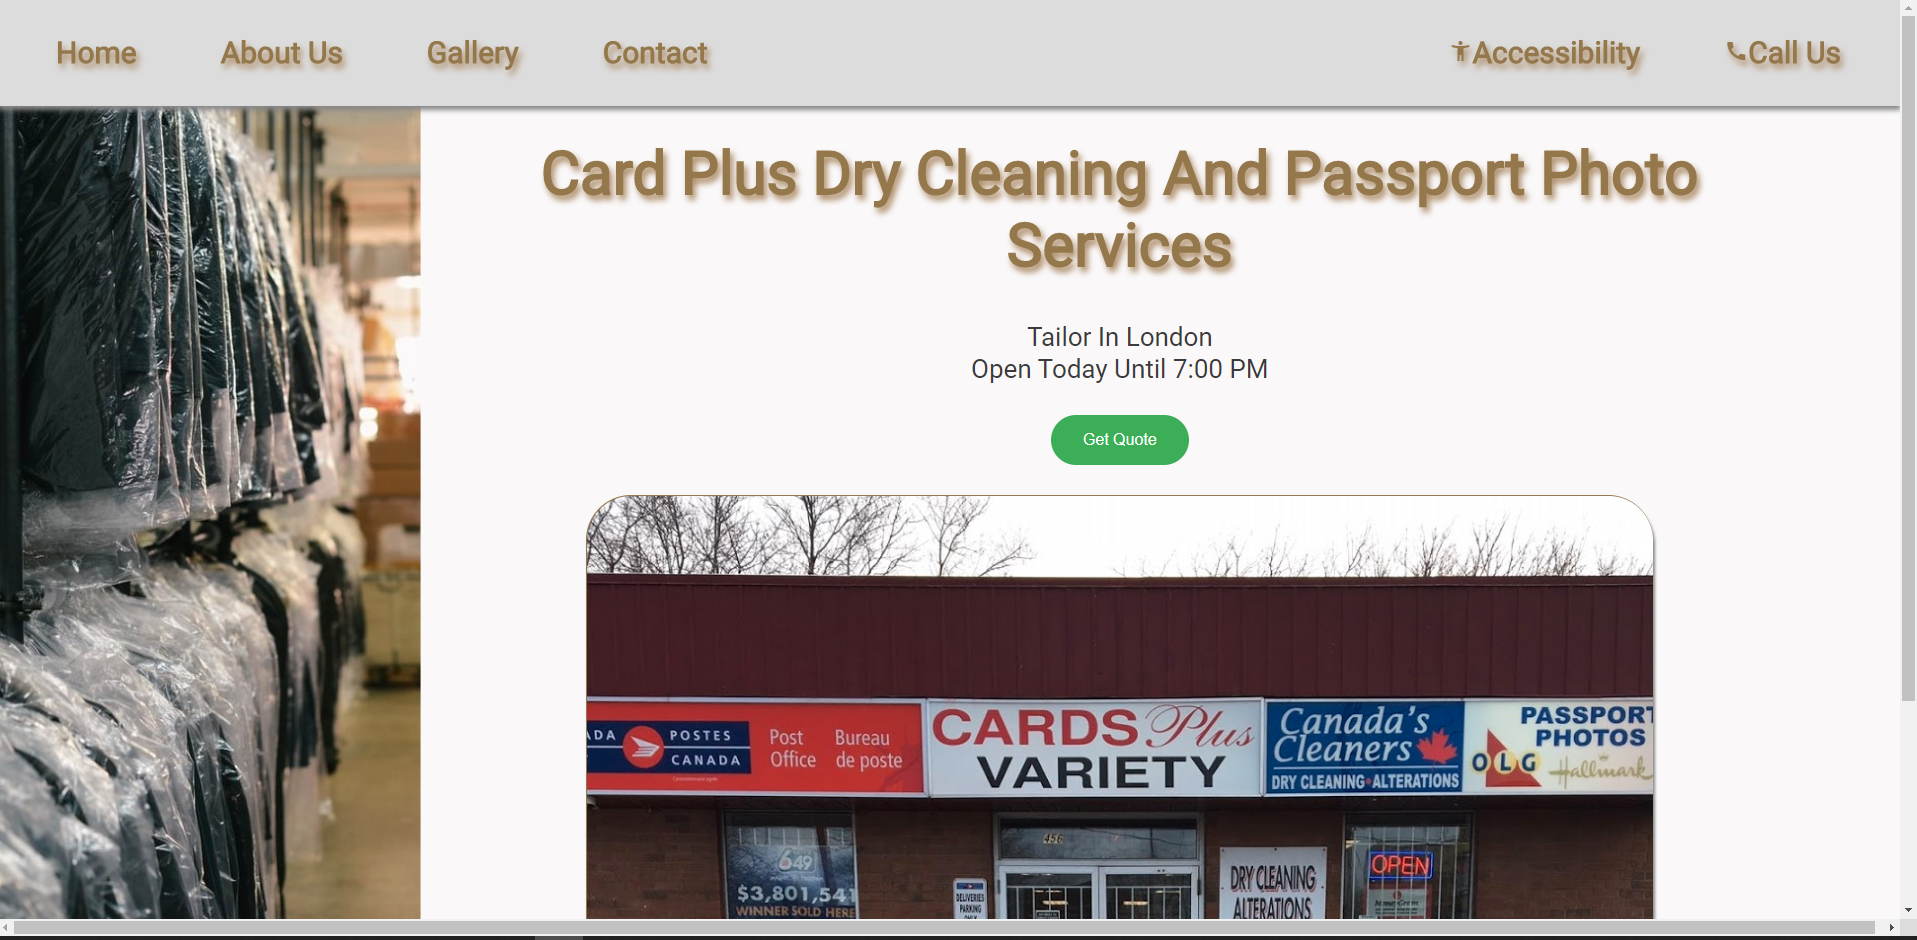 Home About Us Gallery Contact Accessibility Call Us
Card Plus Dry Cleaning And Passport Photo
Services
Tailor In London
Open Today Until 7:00 PM
Get Quote
ADA POSTES
CANADA
Post Office
Bureau de poste
CARDS Plus
VARIETY
Canada's
Cleaners
DRY CLEANING ALTERATIONS
PASSPORT
PHOTOS
OLG
Hallmark
456
649
$3,801,541
WINNER SOLD HERE
DELIVERIES
PARKING
ONLY
DRY CLEANING
ALTERATIONS
OPEN